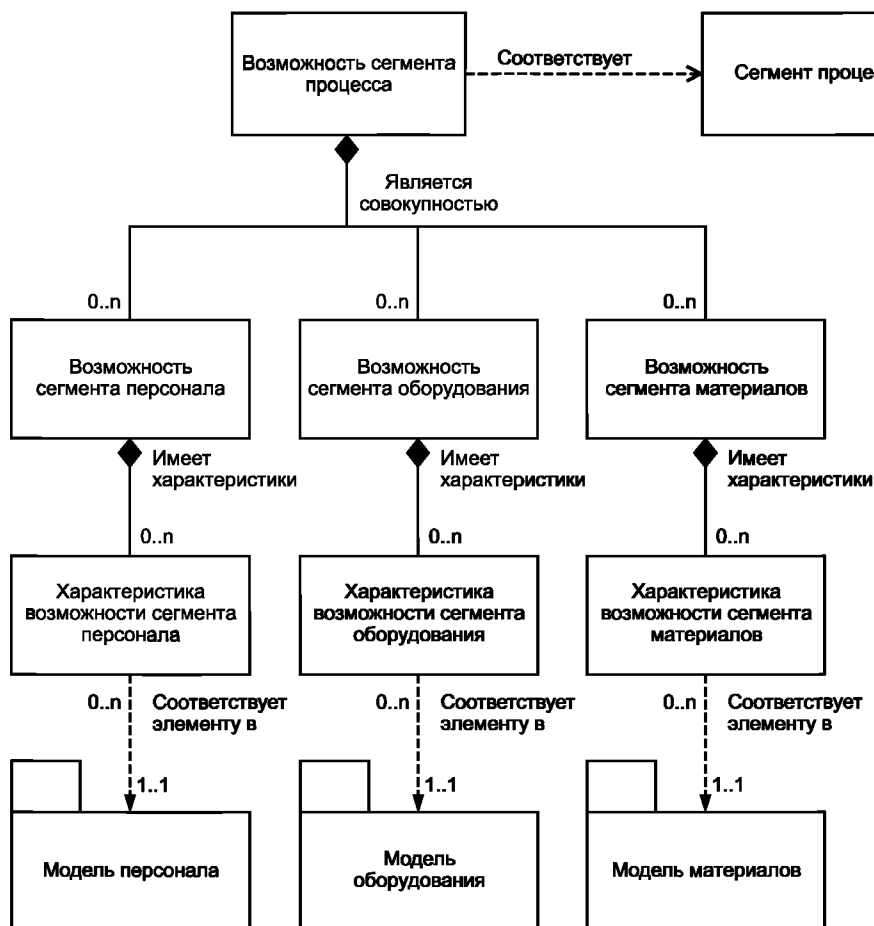 Возможность сегмента
процесса
Соответствует
Сегмент проце
Является
совокупностью
0..n
0..n
0..n
Возможность
сегмента персонала
Возможность
сегмента оборудования
Возможность
сегмента материалов
Имеет
характеристики
Имеет
характеристики
Имеет
характеристики
0..n
0..n
0..n
Характеристика
возможности сегмента
персонала
Характеристика
возможности сегмента
оборудования
Характеристика
возможности сегмента
материалов
0..n
Соответствует
элементу в
0..n
Соответствует
элементу в
0..n
Соответствует
элементу в
1..1
1..1
1..1
Модель персонала
Модель
оборудования
Модель материалов